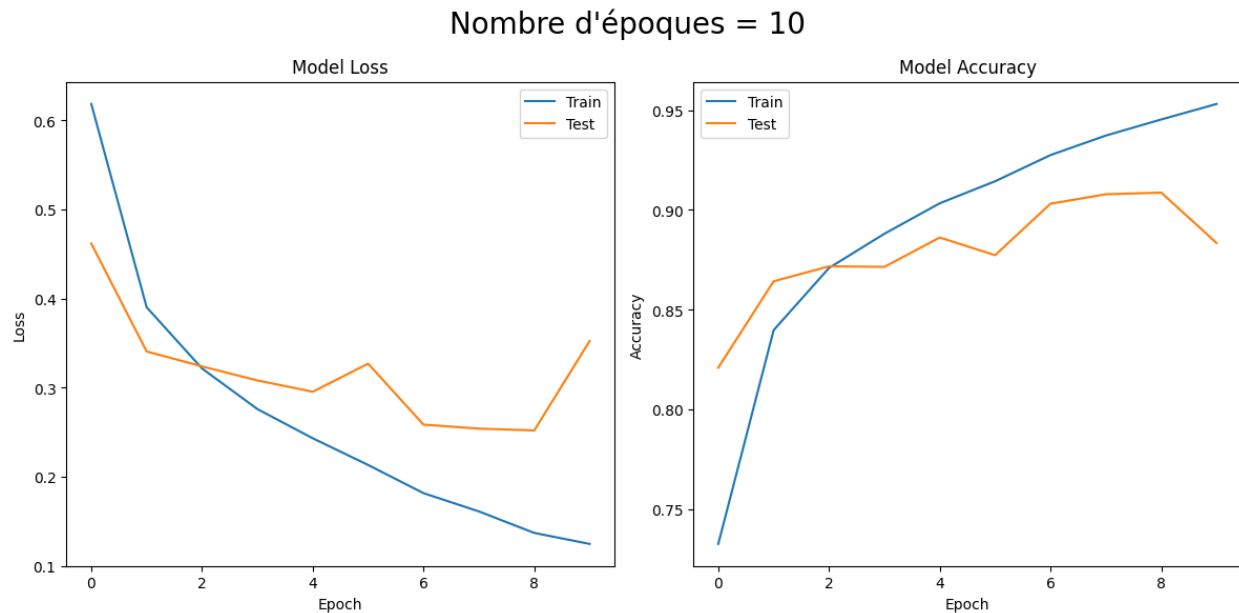 Nombre d'époques = 10
Model Loss
Train
Test
0.6
0.5
0.4
0.3
0.2
0.1
Loss
0 2 4 6 8
Epoch
Model Accuracy
Train
Test
0.95
0.90
0.85
0.80
0.75
Accuracy
0 2 4 6 8
Epoch